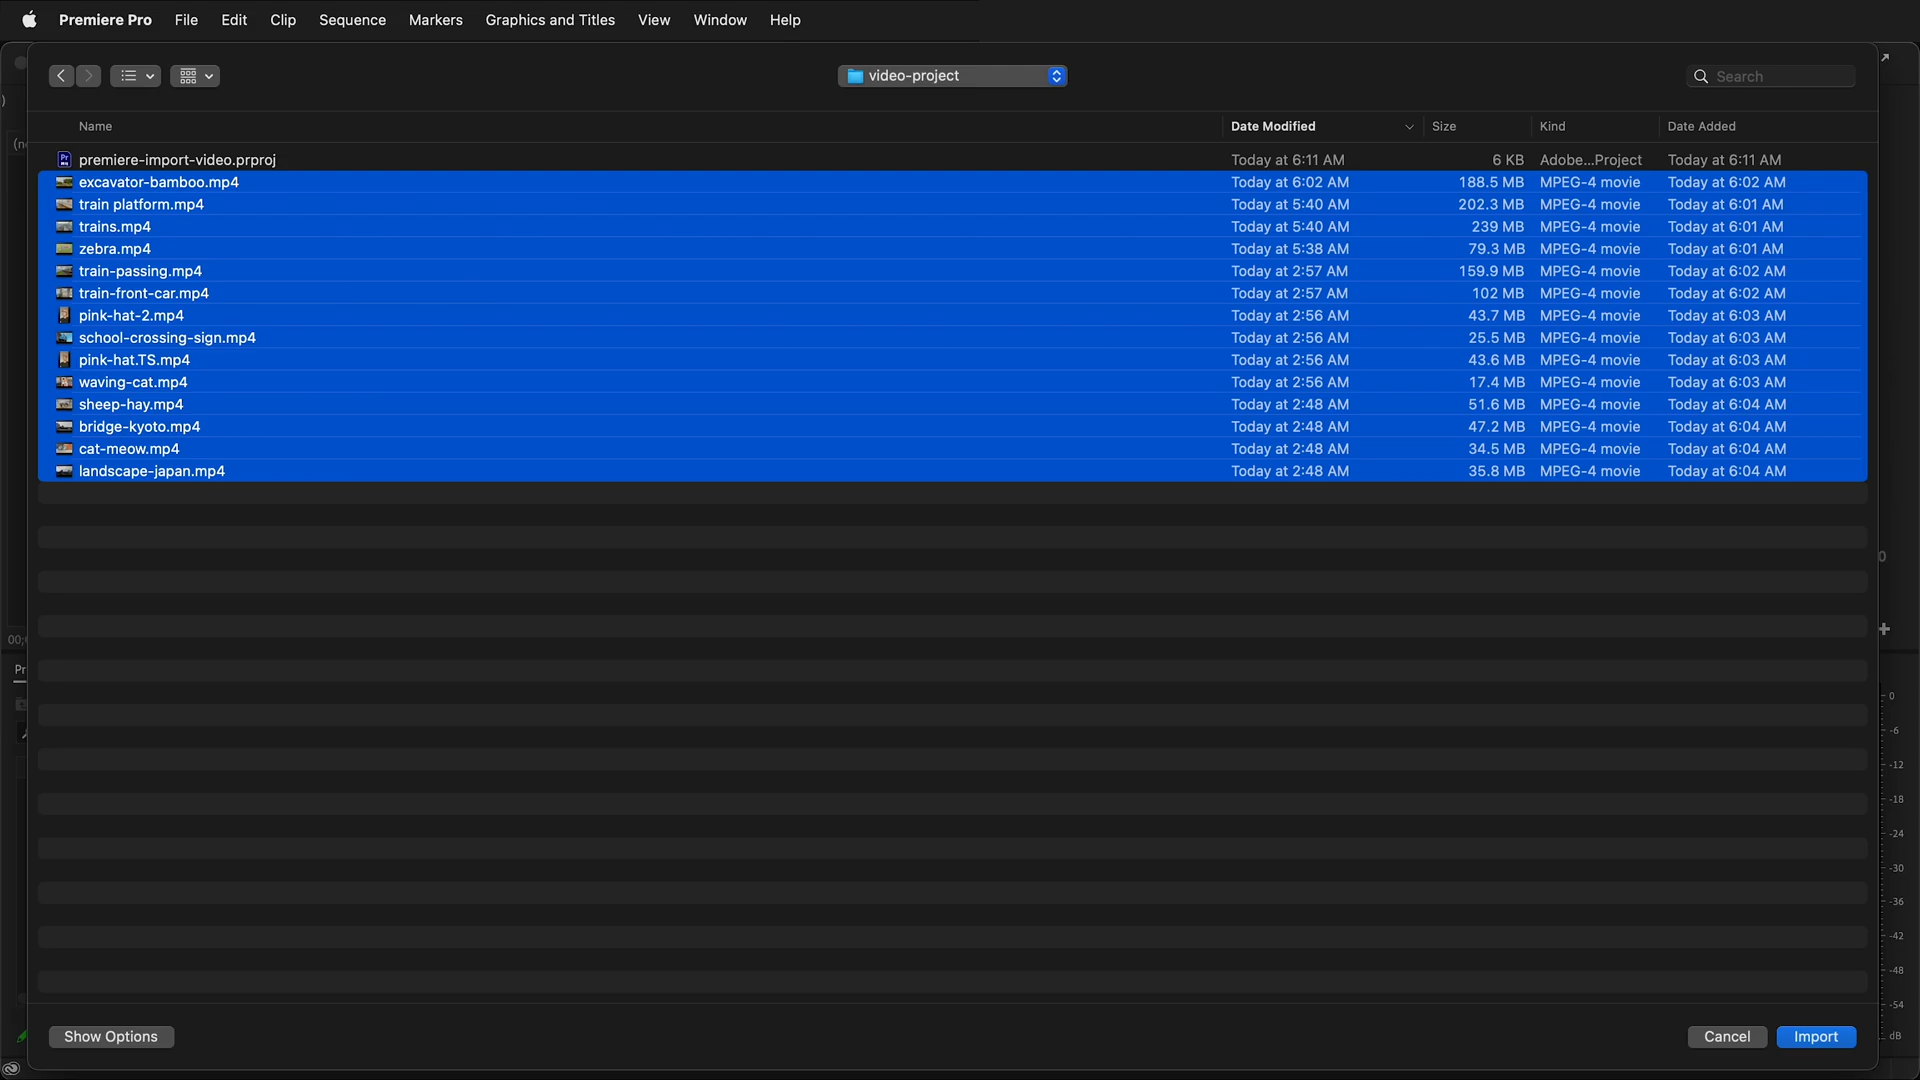 Premiere Pro File Edit Clip Sequence Markers Graphics and Titles View Window Help
video-project
Search
Name Date Modified Size Kind Date Added
premiere-import-video.prproj Today at 6:11 AM 6 KB Adobe...Project Today at 6:11 AM
excavator-bamboo.mp4 Today at 6:02 AM 188.5 MB MPEG-4 movie Today at 6:02 AM
train platform.mp4 Today at 5:40 AM 202.3 MB MPEG-4 movie Today at 6:01 AM
trains.mp4 Today at 5:40 AM 239 MB MPEG-4 movie Today at 6:01 AM
zebra.mp4 Today at 5:38 AM 79.3 MB MPEG-4 movie Today at 6:01 AM
train-passing.mp4 Today at 2:57 AM 159.9 MB MPEG-4 movie Today at 6:02 AM
train-front-car.mp4 Today at 2:57 AM 102 MB MPEG-4 movie Today at 6:02 AM
pink-hat-2.mp4 Today at 2:56 AM 43.7 MB MPEG-4 movie Today at 6:03 AM
school-crossing-sign.mp4 Today at 2:56 AM 25.5 MB MPEG-4 movie Today at 6:03 AM
pink-hat.TS.mp4 Today at 2:56 AM 43.6 MB MPEG-4 movie Today at 6:03 AM
waving-cat.mp4 Today at 2:56 AM 17.4 MB MPEG-4 movie Today at 6:03 AM
sheep-hay.mp4 Today at 2:48 AM 51.6 MB MPEG-4 movie Today at 6:04 AM
bridge-kyoto.mp4 Today at 2:48 AM 47.2 MB MPEG-4 movie Today at 6:04 AM
cat-meow.mp4 Today at 2:48 AM 34.5 MB MPEG-4 movie Today at 6:04 AM
landscape-japan.mp4 Today at 2:48 AM 35.8 MB MPEG-4 movie Today at 6:04 AM
0
-6
-12
-18
-24
-30
-36
-42
-48
-54
dB
Show Options Cancel Import